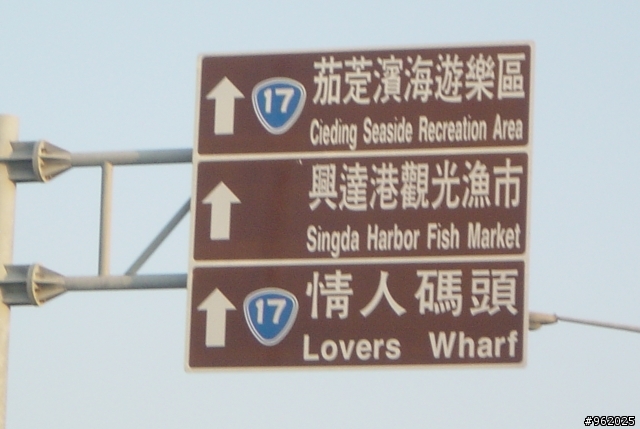 17 茄萣濱海遊樂區
Cieding Seaside Recreation Area
興達港觀光漁市
Singda Harbor Fish Market
17 情人碼頭
Lovers Wharf
#962025